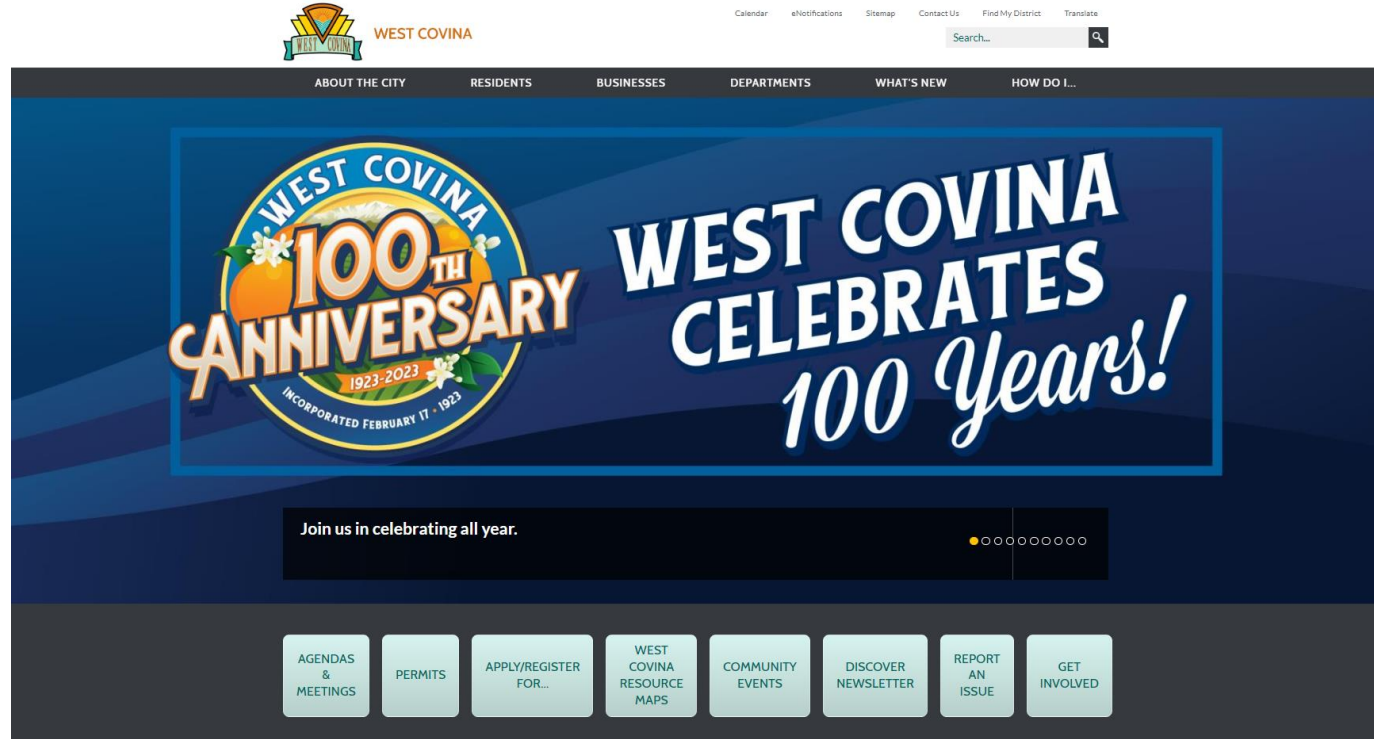 WEST COVINA
WEST COVINA
Calendar eNotifications Sitemap Contact Us Find My District Translate
Search...
ABOUT THE CITY RESIDENTS BUSINESSES DEPARTMENTS WHAT'S NEW HOW DO I...
WEST COVINA
100TH
ANNIVERSARY
1923-2023
INCORPORATED FEBRUARY 17 • 1923
WEST COVINA
CELEBRATES
100 Years!
Join us in celebrating all year.
AGENDAS
&
MEETINGS
PERMITS
APPLY/REGISTER
FOR...
WEST
COVINA
RESOURCE
MAPS
COMMUNITY
EVENTS
DISCOVER
NEWSLETTER
REPORT
AN
ISSUE
GET
INVOLVED